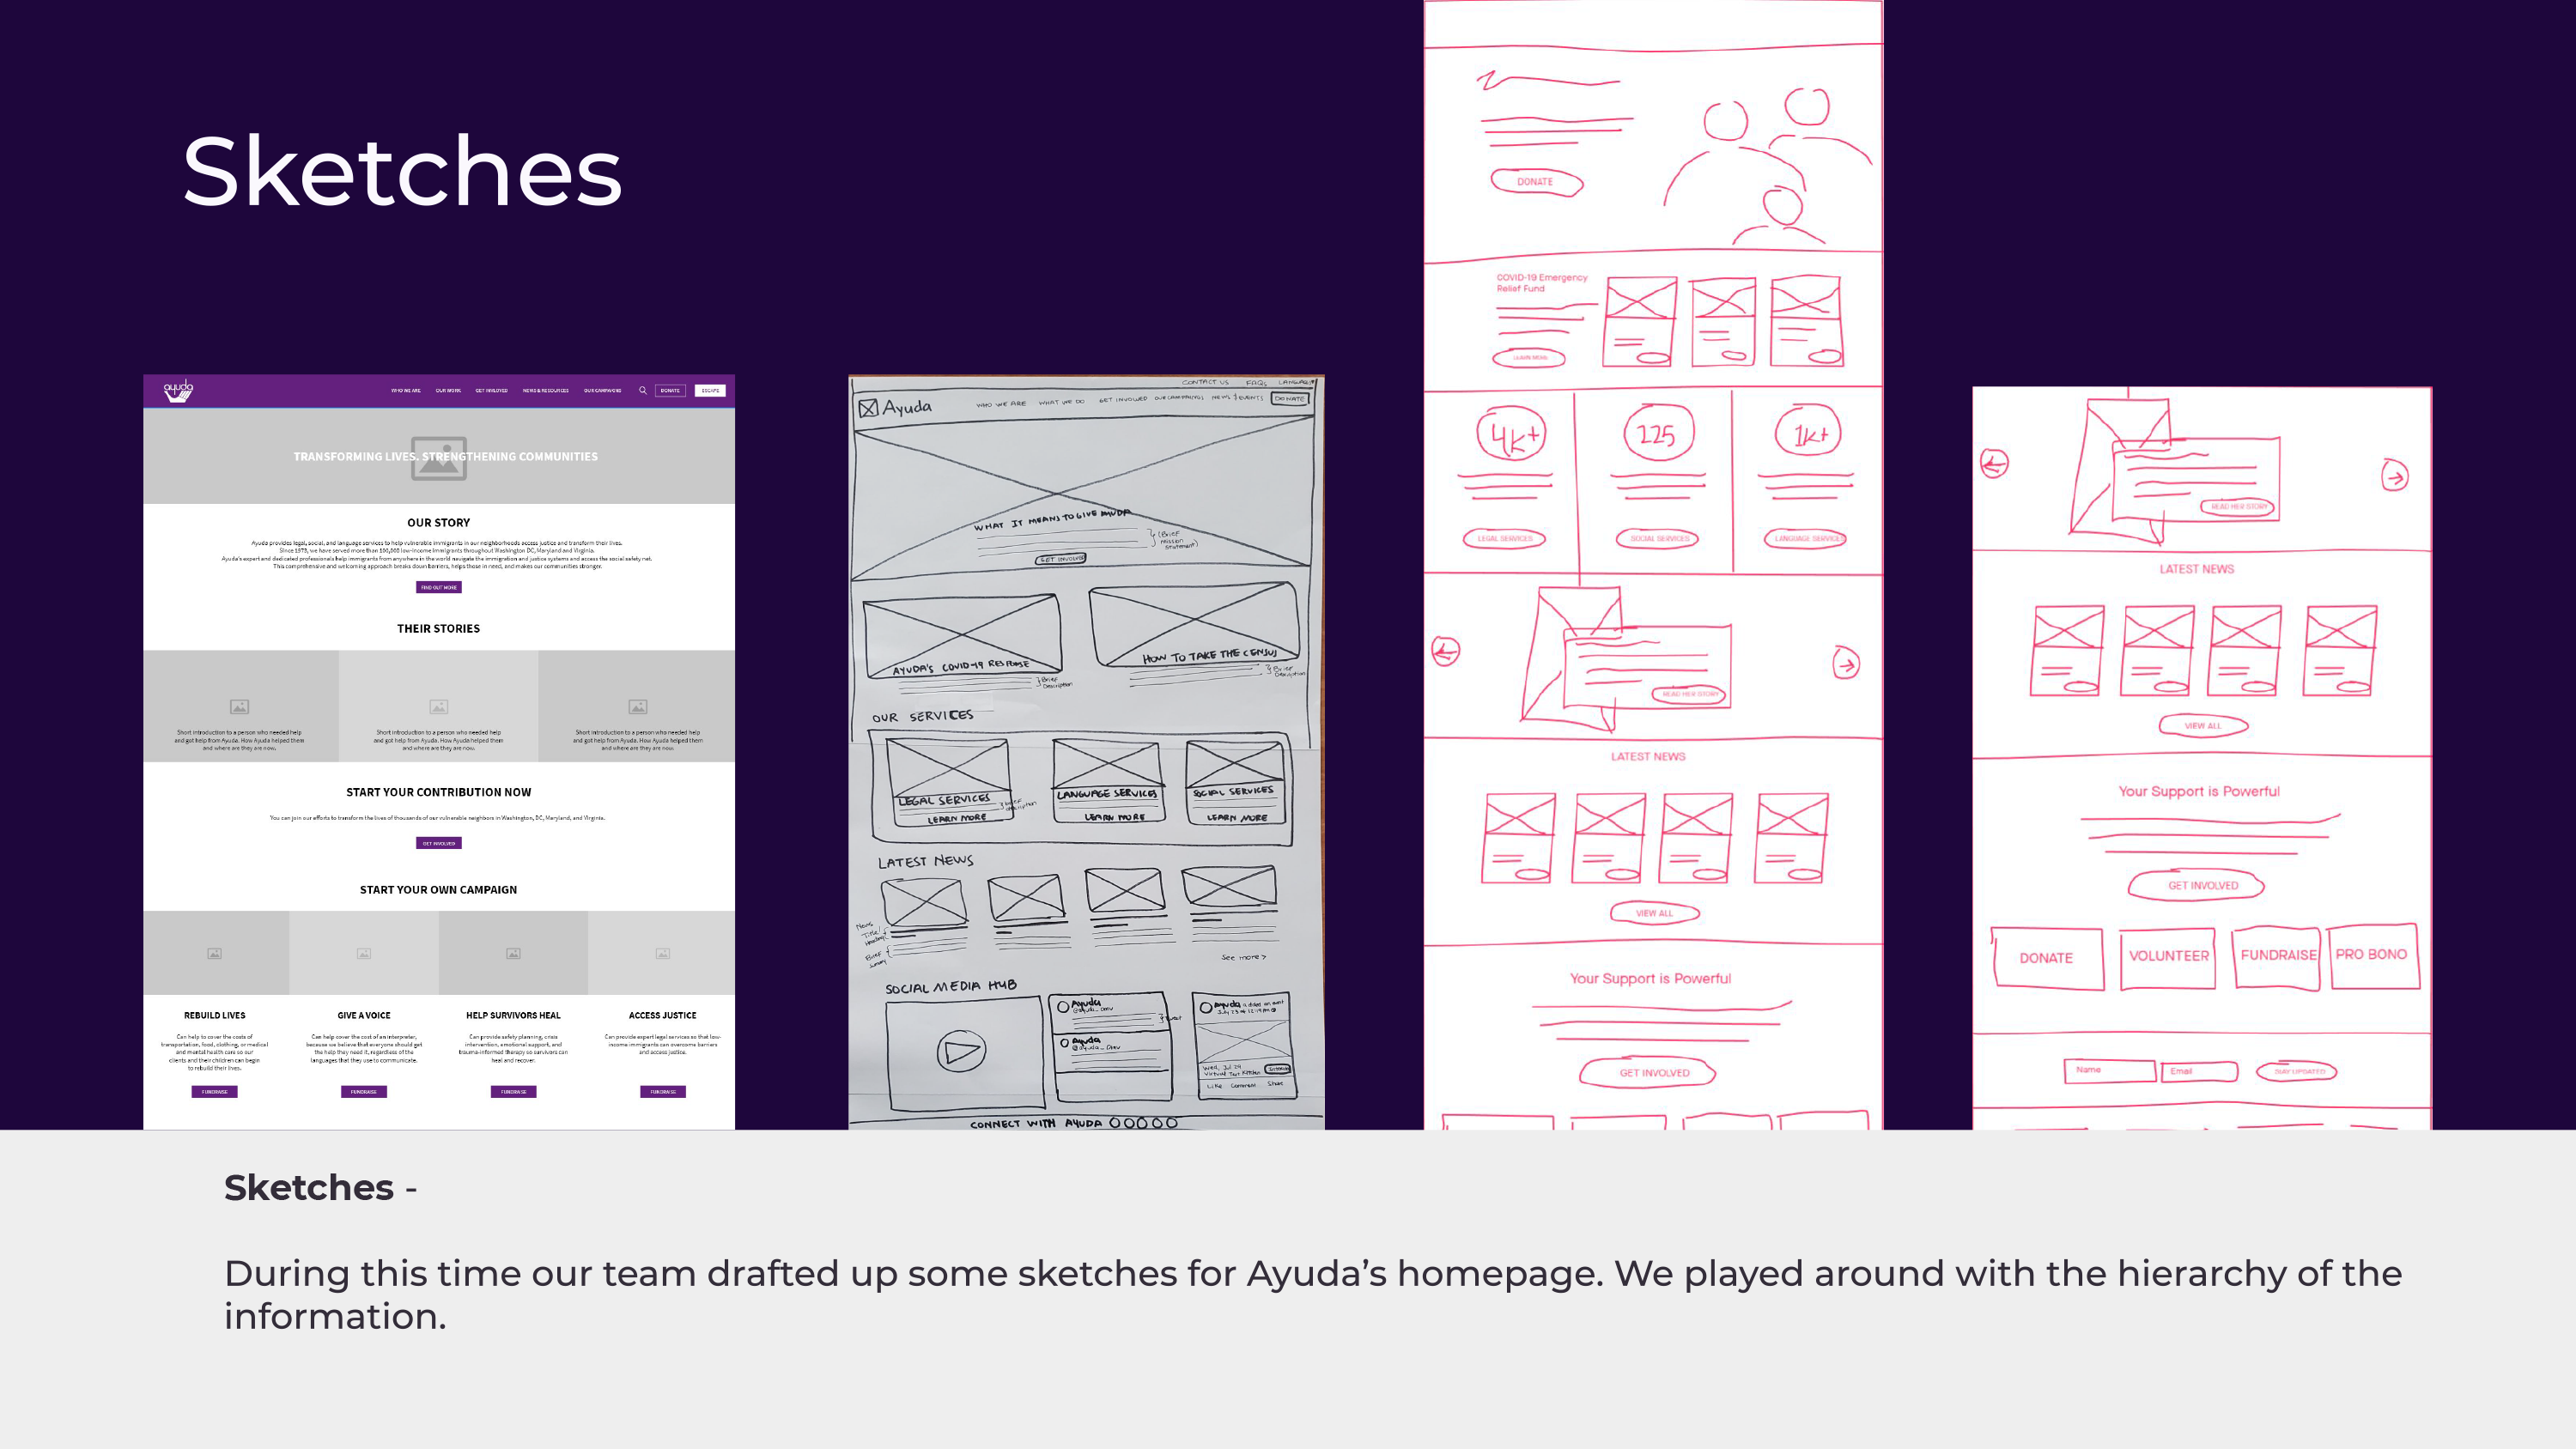 Sketches
ayuda
WHO WE ARE
OUR WORK
GET INVOLVED
NEWS & RESOURCES
OUR CAMPAIGNS
DONATE
ESCAPE
TRANSFORMING LIVES. STRENGTHENING COMMUNITIES
OUR STORY
Ayuda provides legal, social, and language services to help vulnerable immigrants in our neighborhoods access justice and transform their lives.
Since 1973, we have served more than 100,000 low-income immigrants throughout Washington DC, Maryland and Virginia.
Ayuda's expert and dedicated professionals help immigrants from anywhere in the world navigate the immigration and justice systems and access the social safety net.
This comprehensive and welcoming approach breaks down barriers, helps those in need, and makes our communities stronger.
FIND OUT MORE
THEIR STORIES
Short introduction to a person who needed help
and got help from Ayuda. How Ayuda helped them
and where are they are now.
Short introduction to a person who needed help
and got help from Ayuda. How Ayuda helped them
and where are they are now.
Short introduction to a person who needed help
and got help from Ayuda. How Ayuda helped them
and where are they are now.
START YOUR CONTRIBUTION NOW
You can join our efforts to transform the lives of thousands of our vulnerable neighbors in Washington, DC, Maryland, and Virginia.
GET INVOLVED
START YOUR OWN CAMPAIGN
REBUILD LIVES
Can help to cover the costs of
transportation, food, clothing, or medical
and mental health care so our
clients and their children can begin
to rebuild their lives.
FUNDRAISE
GIVE A VOICE
Can help cover the cost of an interpreter,
because we believe that everyone should get
the help they need it, regardless of the
languages that they use to communicate.
FUNDRAISE
HELP SURVIVORS HEAL
Can provide safety planning, crisis
intervention, emotional support, and
trauma-informed therapy so survivors can
heal and recover.
FUNDRAISE
ACCESS JUSTICE
Can provide expert legal services so that low-
income immigrants can overcome barriers
and access justice.
FUNDRAISE
CONTACT US
FAQs
LANGUAGE
Ayuda
WHO WE ARE
WHAT WE DO
GET INVOLVED
OUR CAMPAIGNS
NEWS & EVENTS
DONATE
WHAT IT MEANS TO GIVE AYUDA
(Brief
mission
statement)
GET INVOLVED
AYUDA'S COVID-19 RESPONSE
Brief
Description
HOW TO TAKE THE CENSUS
Brief
Description
OUR SERVICES
LEGAL SERVICES
brief
description
LEARN MORE
LANGUAGE SERVICES
LEARN MORE
SOCIAL SERVICES
LEARN MORE
LATEST NEWS
News
Title/
Heading
Brief
Summary
See more >
SOCIAL MEDIA HUB
Ayuda
Tweet
Ayuda
Ayuda added an event
Wed, Jul 29
Like Comment Share
CONNECT WITH AYUDA
DONATE
COVID-19 Emergency
Relief Fund
LEARN MORE
4K+
225
1K+
LEGAL SERVICES
SOCIAL SERVICES
LANGUAGE SERVICES
READ HER STORY
LATEST NEWS
VIEW ALL
Your Support is Powerful
GET INVOLVED
READ HER STORY
LATEST NEWS
VIEW ALL
Your Support is Powerful
GET INVOLVED
DONATE
VOLUNTEER
FUNDRAISE
PRO BONO
Name
Email
STAY UPDATED
Sketches -
During this time our team drafted up some sketches for Ayuda’s homepage. We played around with the hierarchy of the
information.